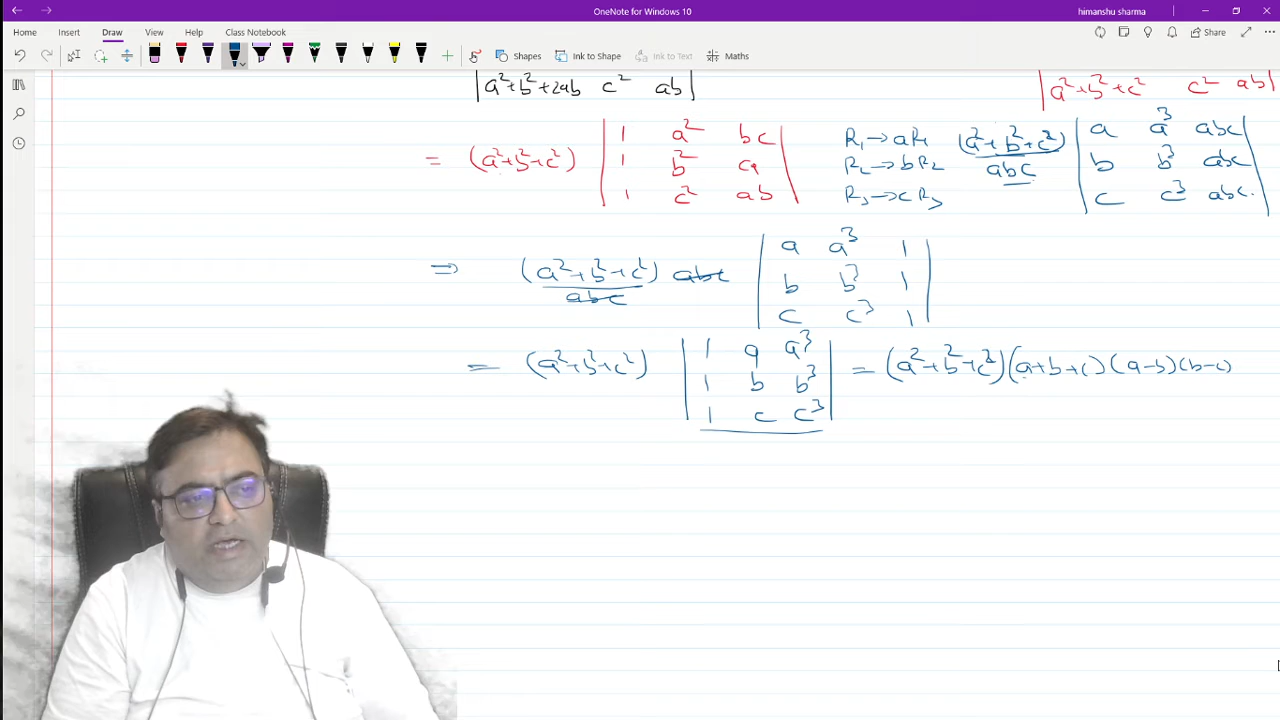 OneNote for Windows 10
himanshu sharma
Home Insert Draw View Help Class Notebook
Share
Shapes Ink to Shape Ink to Text Maths
|a²+b²+2ab c² ab|
|a²+b²+c² c² ab|
= (a²+b²+c²) | 1 a² bc |
| 1 b² ca |
| 1 c² ab |
R₁→aR₁
R₂→bR₂
R₃→cR₃
(a²+b²+c²)
abc
| a a³ abc |
| b b³ abc |
| c c³ abc. |
⇒ (a²+b²+c²) abc | a a³ 1 |
abc | b b³ 1 |
| c c³ 1 |
= (a²+b²+c²) | 1 a a³ | = (a²+b²+c²)(a+b+c)(a-b)(b-c)
| 1 b b³ |
| 1 c c³ |